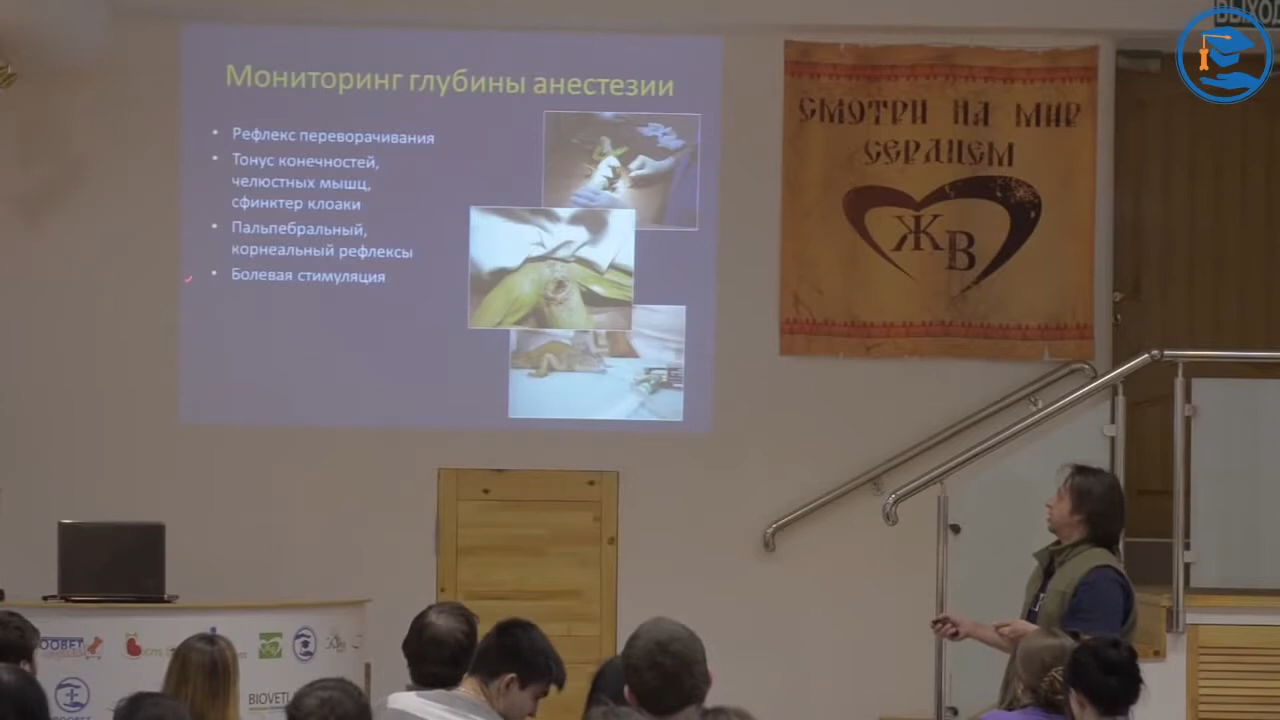 ВЫХОД
Мониторинг глубины анестезии
• Рефлекс переворачивания
• Тонус конечностей,
челюстных мышц,
сфинктер клоаки
• Пальпебральный,
корнеальный рефлексы
• Болевая стимуляция
СМОТРИ НА МИР
СЕРДЦЕМ
ЖВ